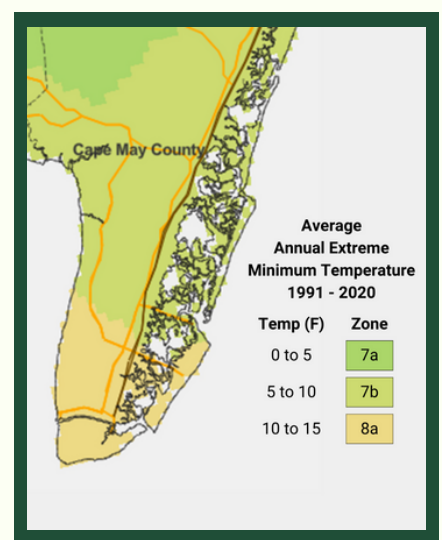 Cape May County
Average
Annual Extreme
Minimum Temperature
1991 - 2020
Temp (F) Zone
0 to 5 7a
5 to 10 7b
10 to 15 8a